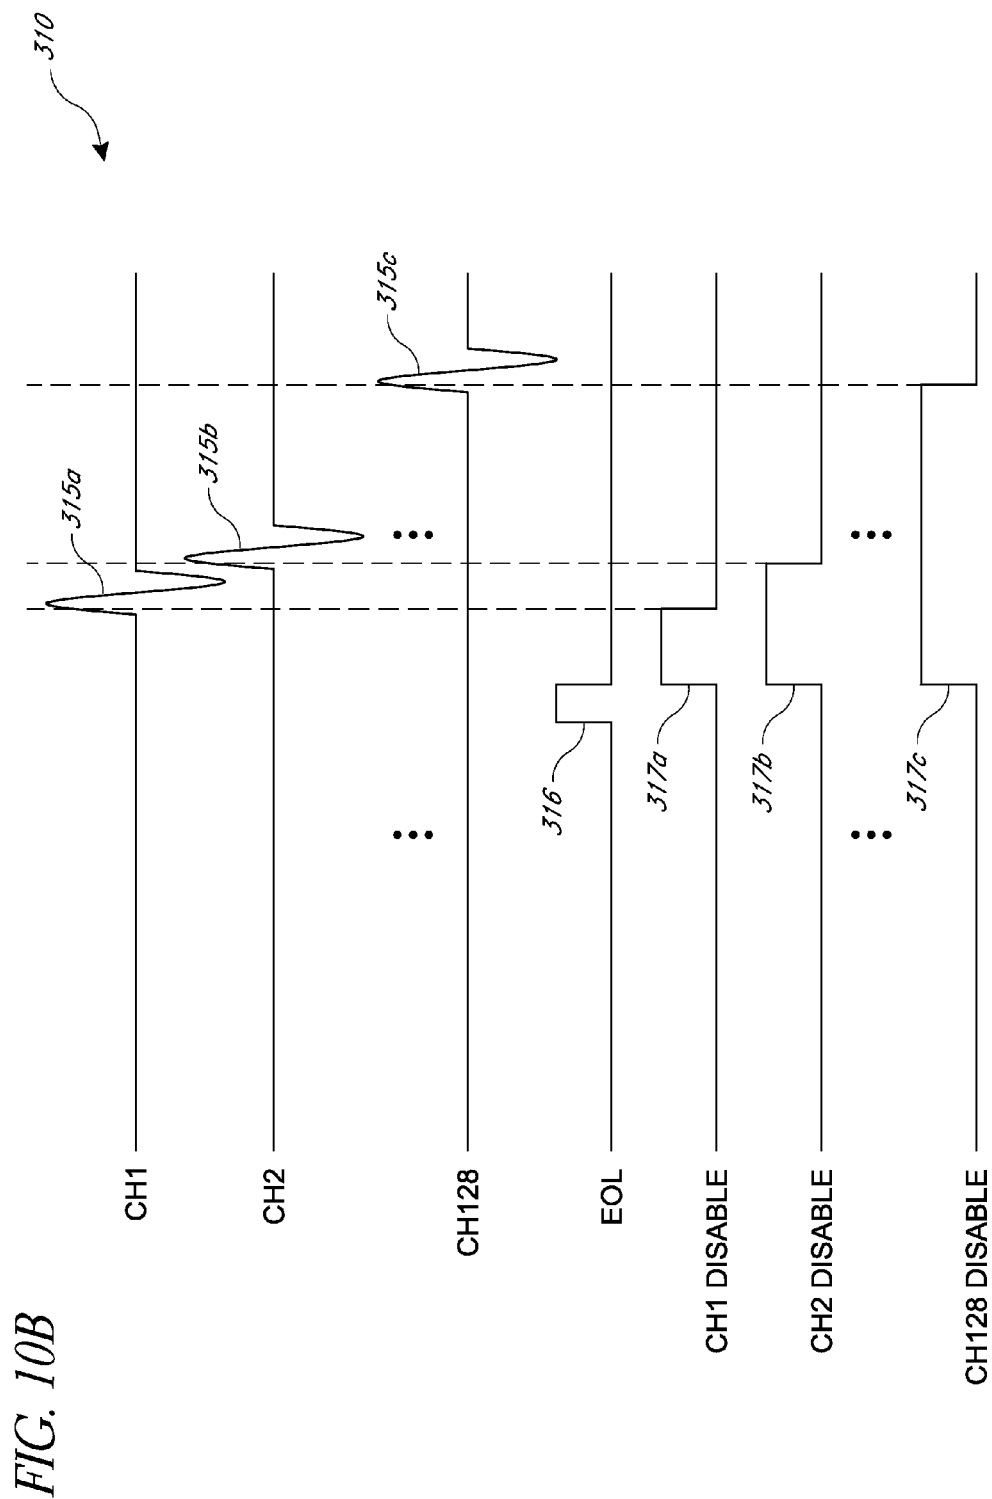 FIG. 10B
310
CH1
315a
CH2
315b
CH128
315c
EOL
316
CH1 DISABLE
317a
CH2 DISABLE
317b
CH128 DISABLE
317c